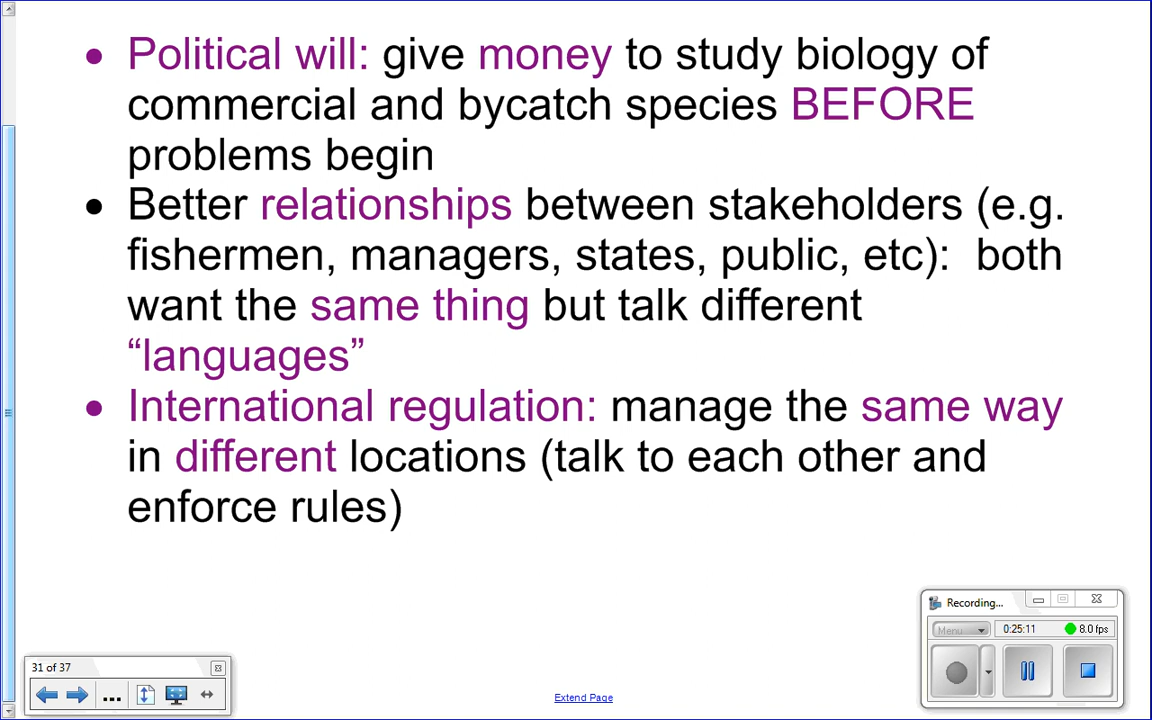 • Political will: give money to study biology of
commercial and bycatch species BEFORE
problems begin
• Better relationships between stakeholders (e.g.
fishermen, managers, states, public, etc):  both
want the same thing but talk different
“languages”
• International regulation: manage the same way
in different locations (talk to each other and
enforce rules)
Recording...
Menu
0:25:11
8.0 fps
31 of 37
...
Extend Page